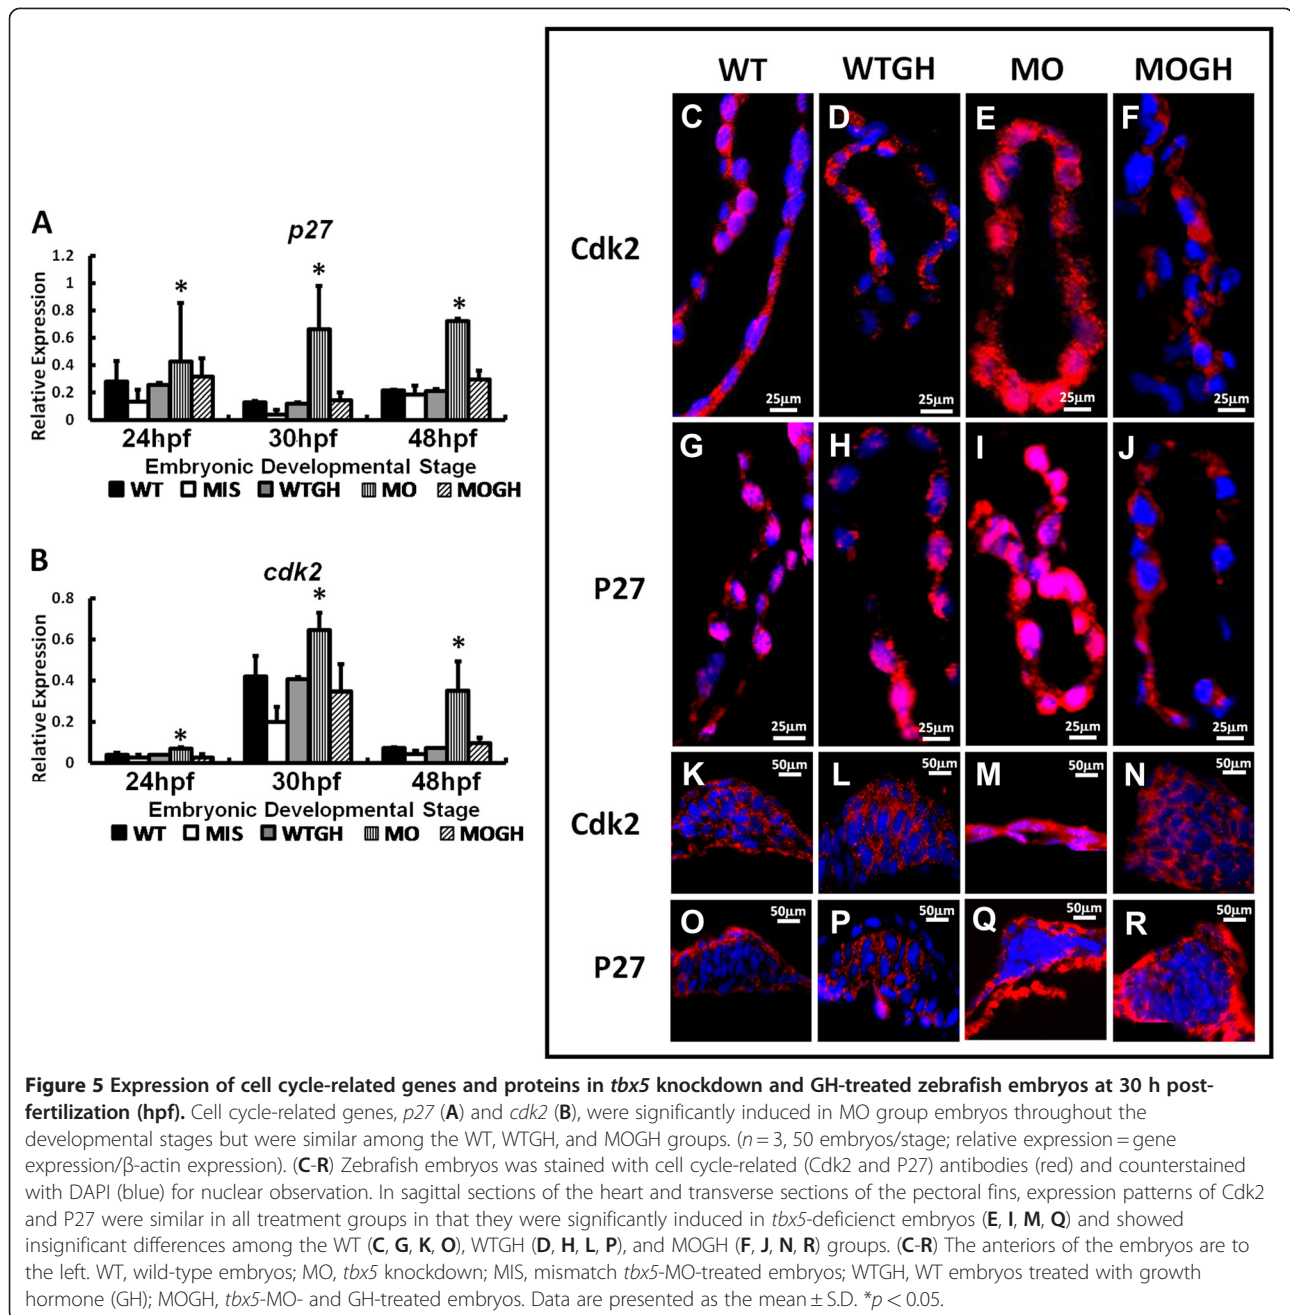 A
p27
Relative Expression
1.2
1
0.8
0.6
0.4
0.2
0
*
*
*
24hpf 30hpf 48hpf
Embryonic Developmental Stage
WT MIS WTGH MO MOGH
B
cdk2
Relative Expression
0.8
0.6
0.4
0.2
0
*
*
*
24hpf 30hpf 48hpf
Embryonic Developmental Stage
WT MIS WTGH MO MOGH
WT WTGH MO MOGH
Cdk2
C D E F
25μm 25μm 25μm 25μm
P27
G H I J
25μm 25μm 25μm 25μm
Cdk2
K L M N
50μm 50μm 50μm 50μm
P27
O P Q R
50μm 50μm 50μm 50μm
Figure 5 Expression of cell cycle-related genes and proteins in tbx5 knockdown and GH-treated zebrafish embryos at 30 h post-
fertilization (hpf). Cell cycle-related genes, p27 (A) and cdk2 (B), were significantly induced in MO group embryos throughout the
developmental stages but were similar among the WT, WTGH, and MOGH groups. (n = 3, 50 embryos/stage; relative expression = gene
expression/β-actin expression). (C-R) Zebrafish embryos was stained with cell cycle-related (Cdk2 and P27) antibodies (red) and counterstained
with DAPI (blue) for nuclear observation. In sagittal sections of the heart and transverse sections of the pectoral fins, expression patterns of Cdk2
and P27 were similar in all treatment groups in that they were significantly induced in tbx5-deficienct embryos (E, I, M, Q) and showed
insignificant differences among the WT (C, G, K, O), WTGH (D, H, L, P), and MOGH (F, J, N, R) groups. (C-R) The anteriors of the embryos are to
the left. WT, wild-type embryos; MO, tbx5 knockdown; MIS, mismatch tbx5-MO-treated embryos; WTGH, WT embryos treated with growth
hormone (GH); MOGH, tbx5-MO- and GH-treated embryos. Data are presented as the mean ± S.D. *p < 0.05.